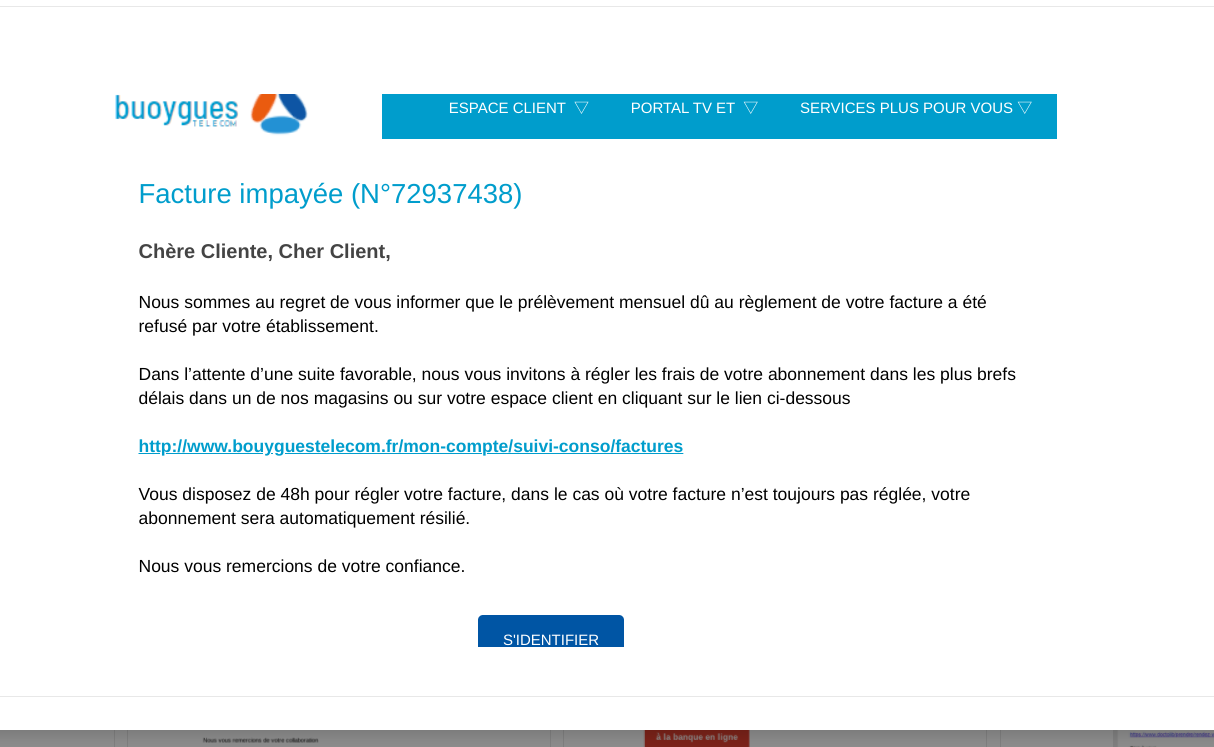 buoygues
TELECOM
ESPACE CLIENT ▽ PORTAL TV ET ▽ SERVICES PLUS POUR VOUS ▽
Facture impayée (N°72937438)
Chère Cliente, Cher Client,
Nous sommes au regret de vous informer que le prélèvement mensuel dû au règlement de votre facture a été
refusé par votre établissement.
Dans l’attente d’une suite favorable, nous vous invitons à régler les frais de votre abonnement dans les plus brefs
délais dans un de nos magasins ou sur votre espace client en cliquant sur le lien ci-dessous
http://www.bouyguestelecom.fr/mon-compte/suivi-conso/factures
Vous disposez de 48h pour régler votre facture, dans le cas où votre facture n’est toujours pas réglée, votre
abonnement sera automatiquement résilié.
Nous vous remercions de votre confiance.
S'IDENTIFIER
à la banque en ligne
Nous vous remercions de votre collaboration